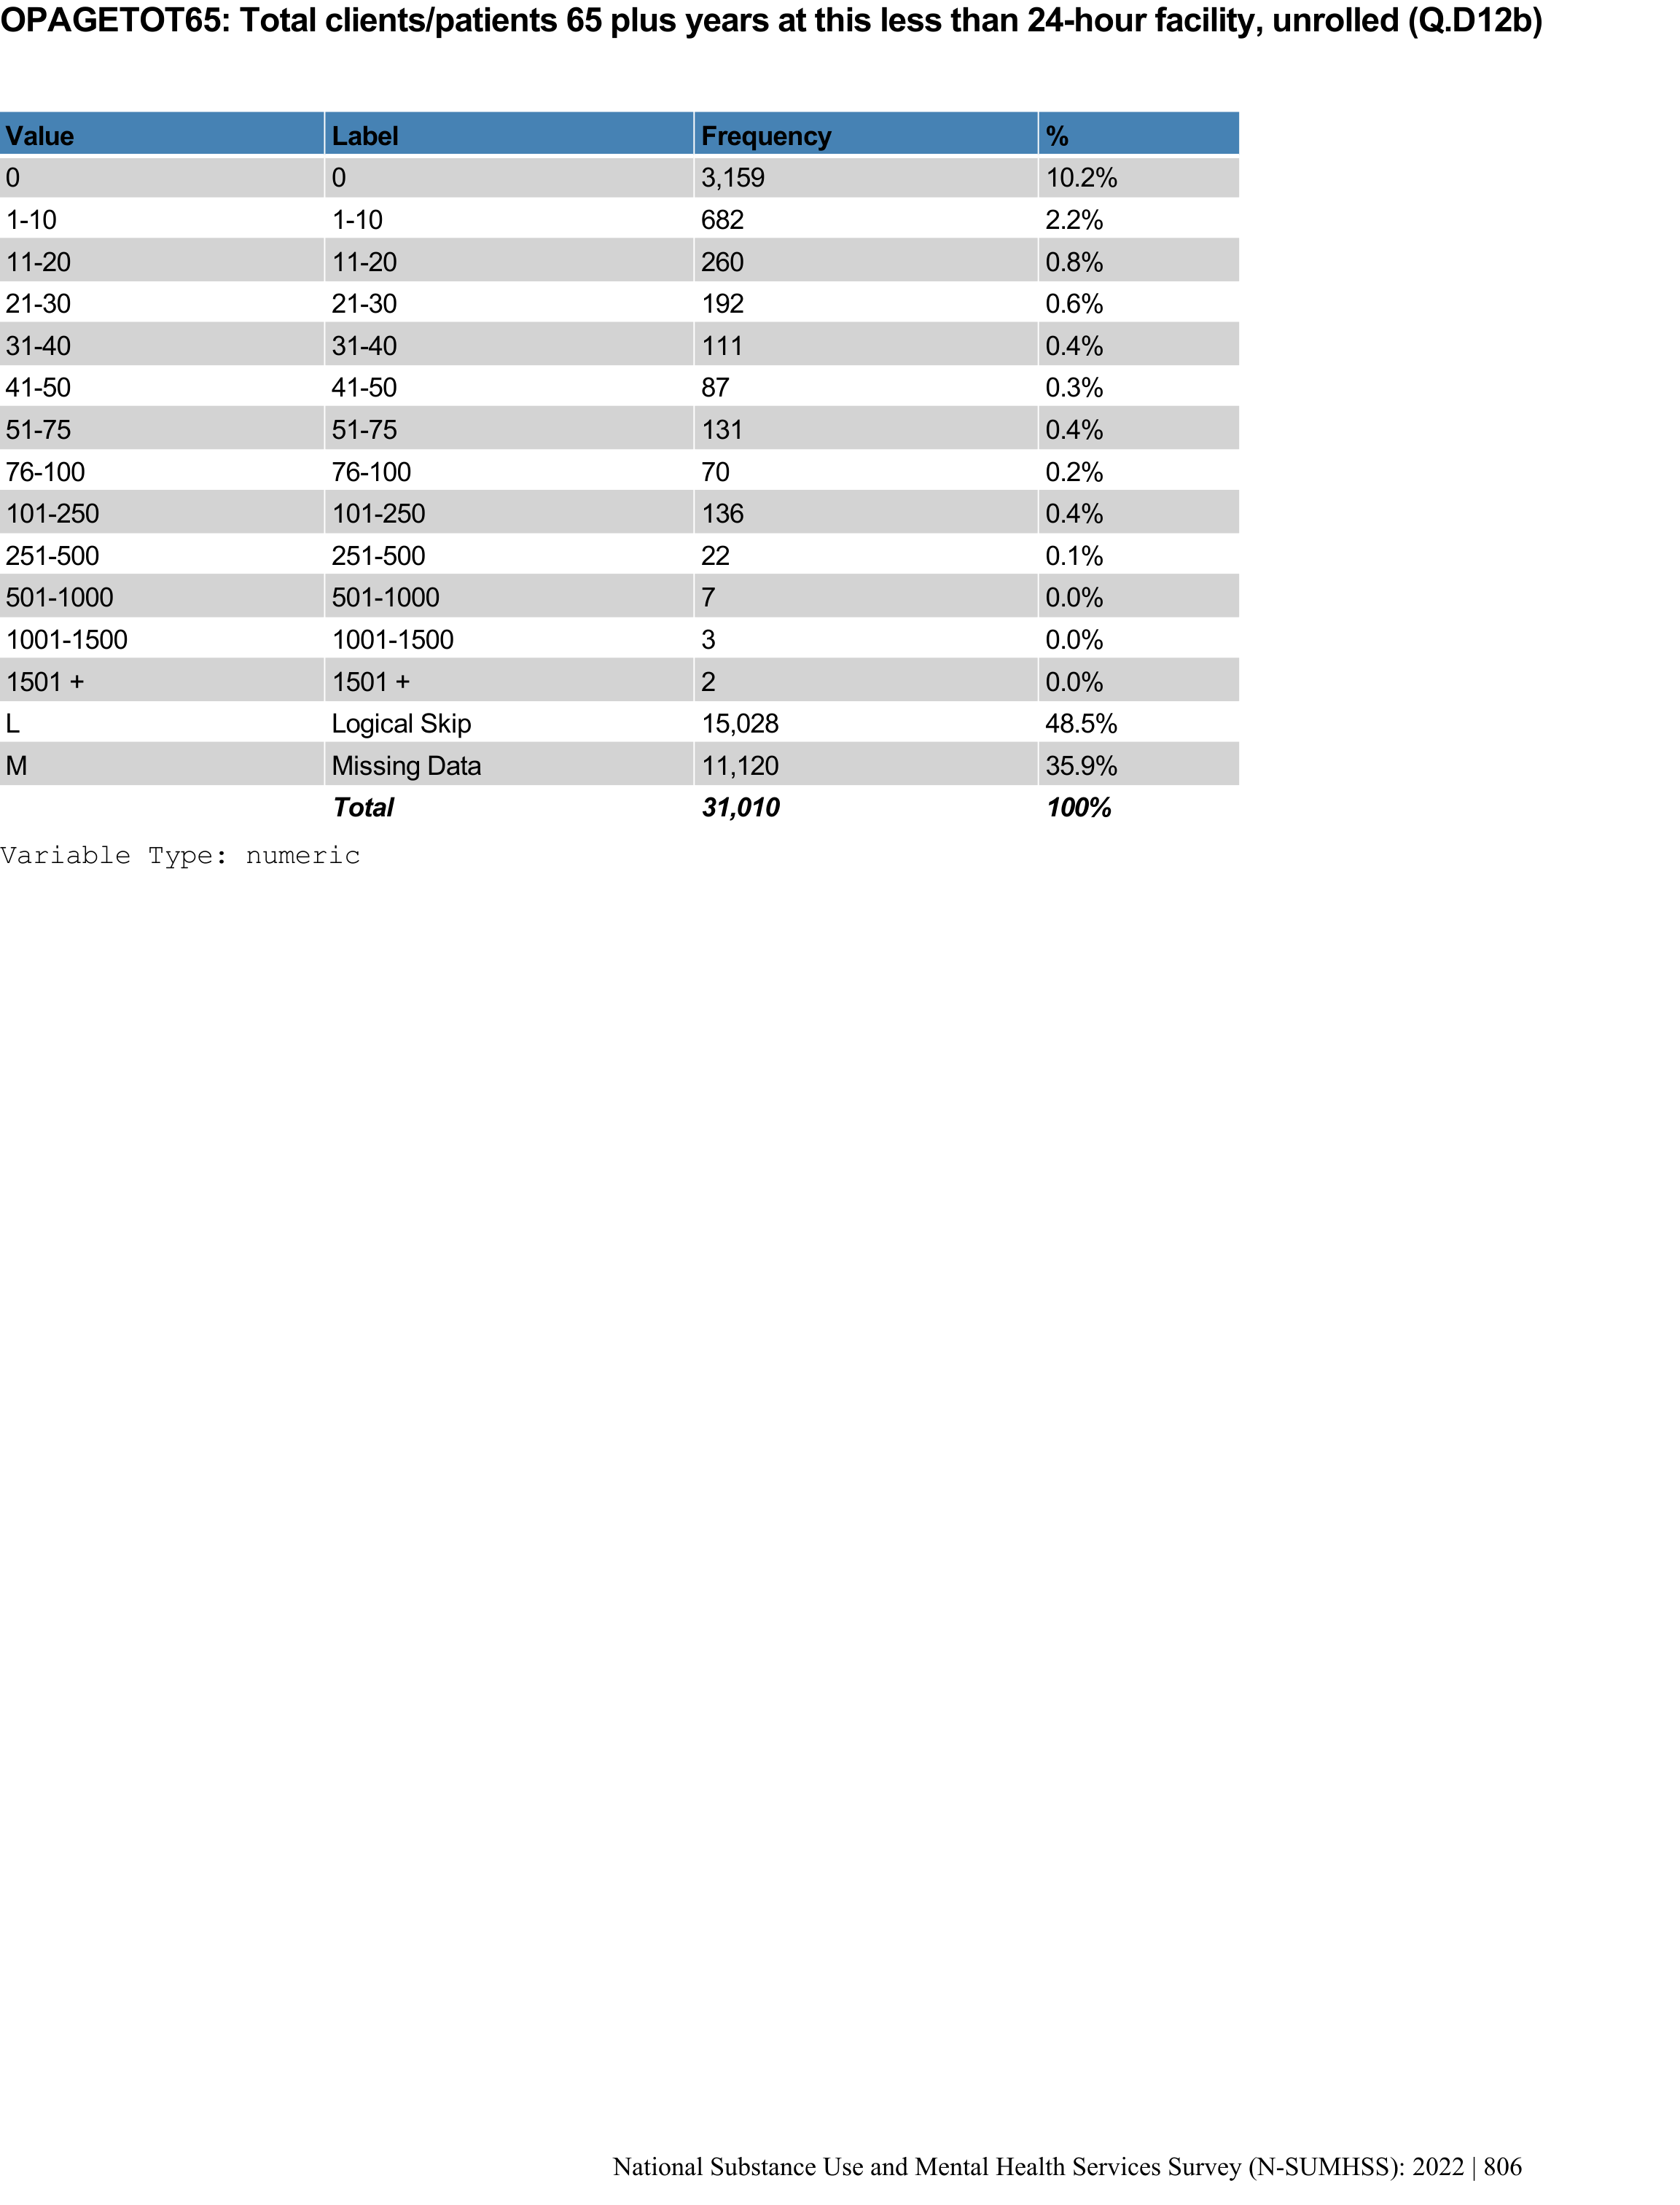 OPAGETOT65: Total clients/patients 65 plus years at this less than 24-hour facility, unrolled (Q.D12b)
Value Label Frequency %
0 0 3,159 10.2%
1-10 1-10 682 2.2%
11-20 11-20 260 0.8%
21-30 21-30 192 0.6%
31-40 31-40 111 0.4%
41-50 41-50 87 0.3%
51-75 51-75 131 0.4%
76-100 76-100 70 0.2%
101-250 101-250 136 0.4%
251-500 251-500 22 0.1%
501-1000 501-1000 7 0.0%
1001-1500 1001-1500 3 0.0%
1501 + 1501 + 2 0.0%
L Logical Skip 15,028 48.5%
M Missing Data 11,120 35.9%
Total 31,010 100%
Variable Type: numeric
National Substance Use and Mental Health Services Survey (N-SUMHSS): 2022 | 806